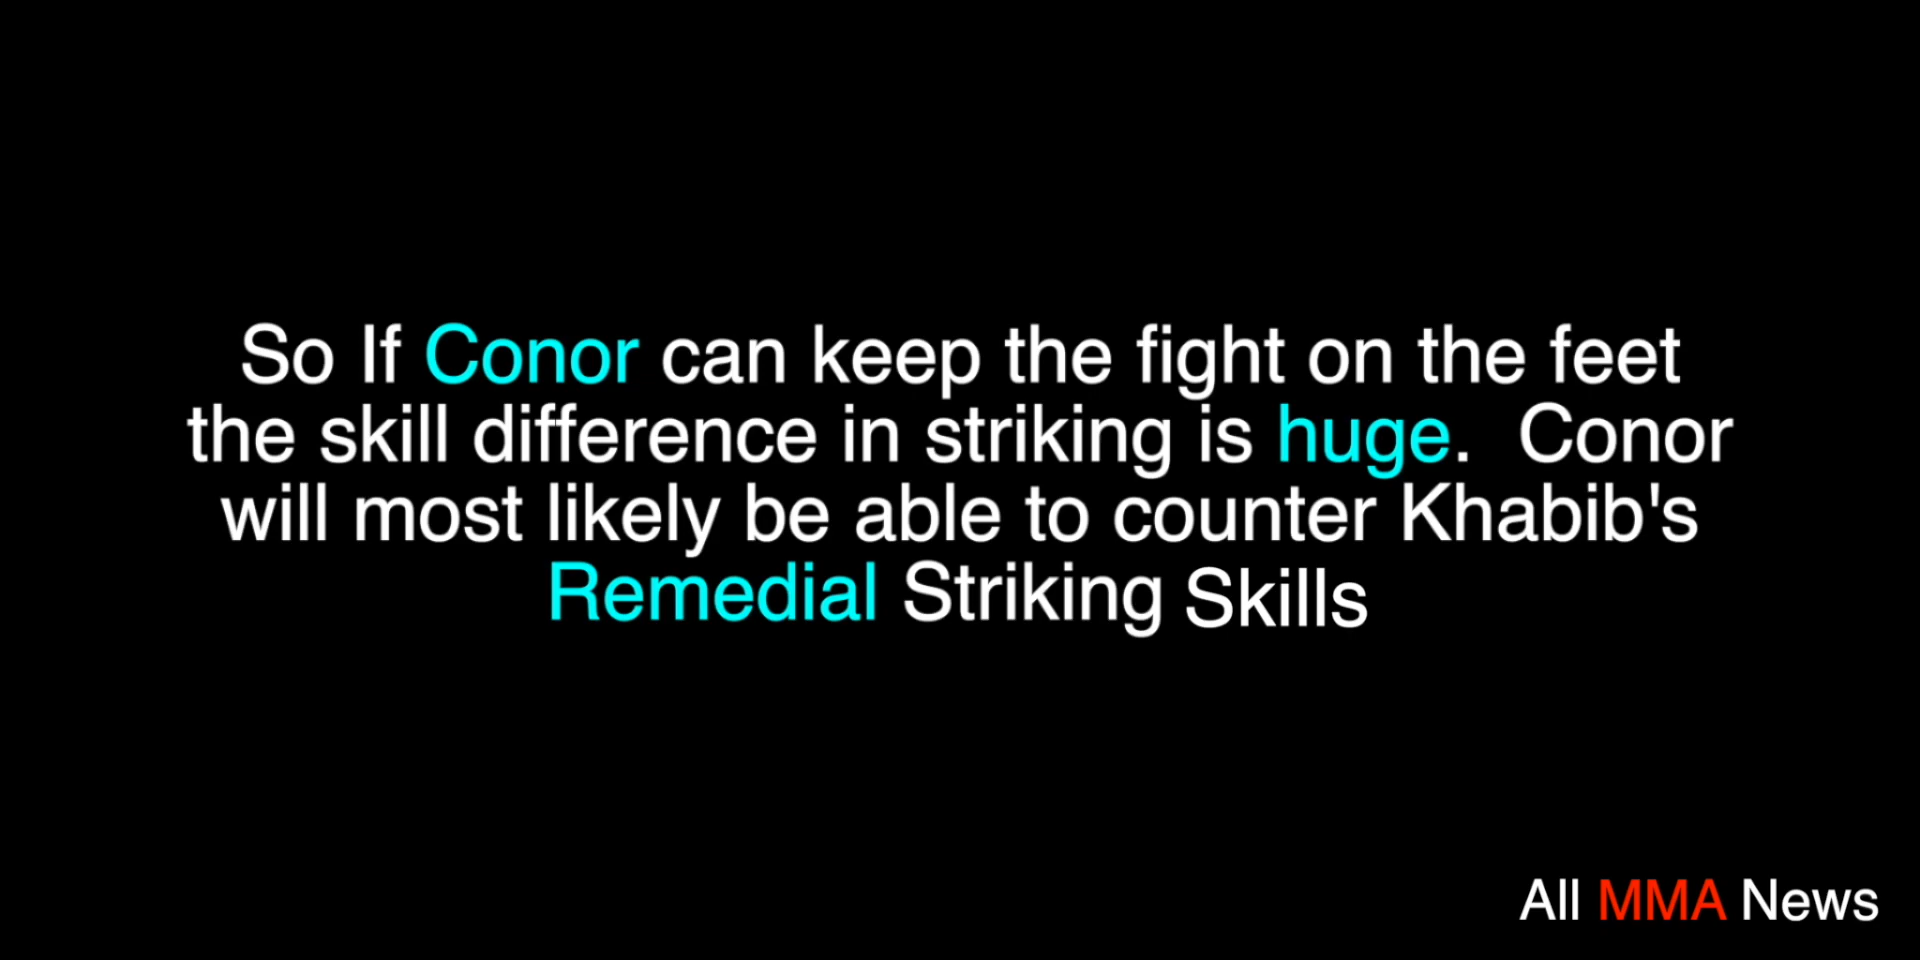 So If Conor can keep the fight on the feet
the skill difference in striking is huge.  Conor
will most likely be able to counter Khabib's
Remedial Striking Skills
All MMA News